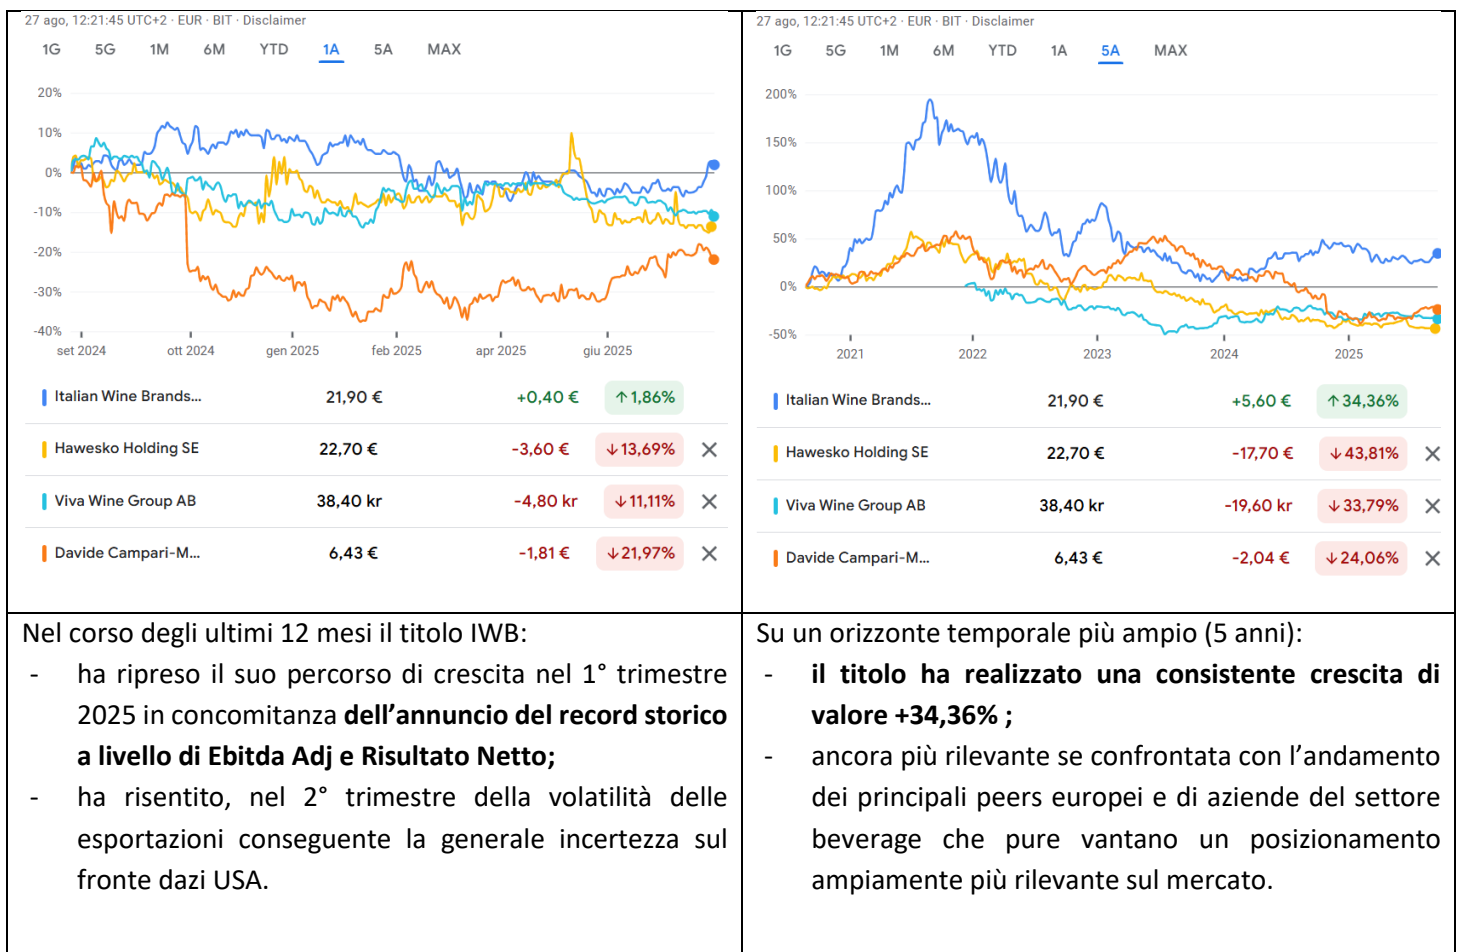 27 ago, 12:21:45 UTC+2 · EUR · BIT · Disclaimer
1G 5G 1M 6M YTD 1A 5A MAX
20%
10%
0%
-10%
-20%
-30%
-40%
set 2024 ott 2024 gen 2025 feb 2025 apr 2025 giu 2025
Italian Wine Brands... 21,90 € +0,40 € ↑1,86%
Hawesko Holding SE 22,70 € -3,60 € ↓13,69%
Viva Wine Group AB 38,40 kr -4,80 kr ↓11,11%
Davide Campari-M... 6,43 € -1,81 € ↓21,97%
27 ago, 12:21:45 UTC+2 · EUR · BIT · Disclaimer
1G 5G 1M 6M YTD 1A 5A MAX
200%
150%
100%
50%
0%
-50%
2021 2022 2023 2024 2025
Italian Wine Brands... 21,90 € +5,60 € ↑34,36%
Hawesko Holding SE 22,70 € -17,70 € ↓43,81%
Viva Wine Group AB 38,40 kr -19,60 kr ↓33,79%
Davide Campari-M... 6,43 € -2,04 € ↓24,06%
Nel corso degli ultimi 12 mesi il titolo IWB:
- ha ripreso il suo percorso di crescita nel 1° trimestre
2025 in concomitanza dell'annuncio del record storico
a livello di Ebitda Adj e Risultato Netto;
- ha risentito, nel 2° trimestre della volatilità delle
esportazioni conseguente la generale incertezza sul
fronte dazi USA.
Su un orizzonte temporale più ampio (5 anni):
- il titolo ha realizzato una consistente crescita di
valore +34,36% ;
- ancora più rilevante se confrontata con l'andamento
dei principali peers europei e di aziende del settore
beverage che pure vantano un posizionamento
ampiamente più rilevante sul mercato.